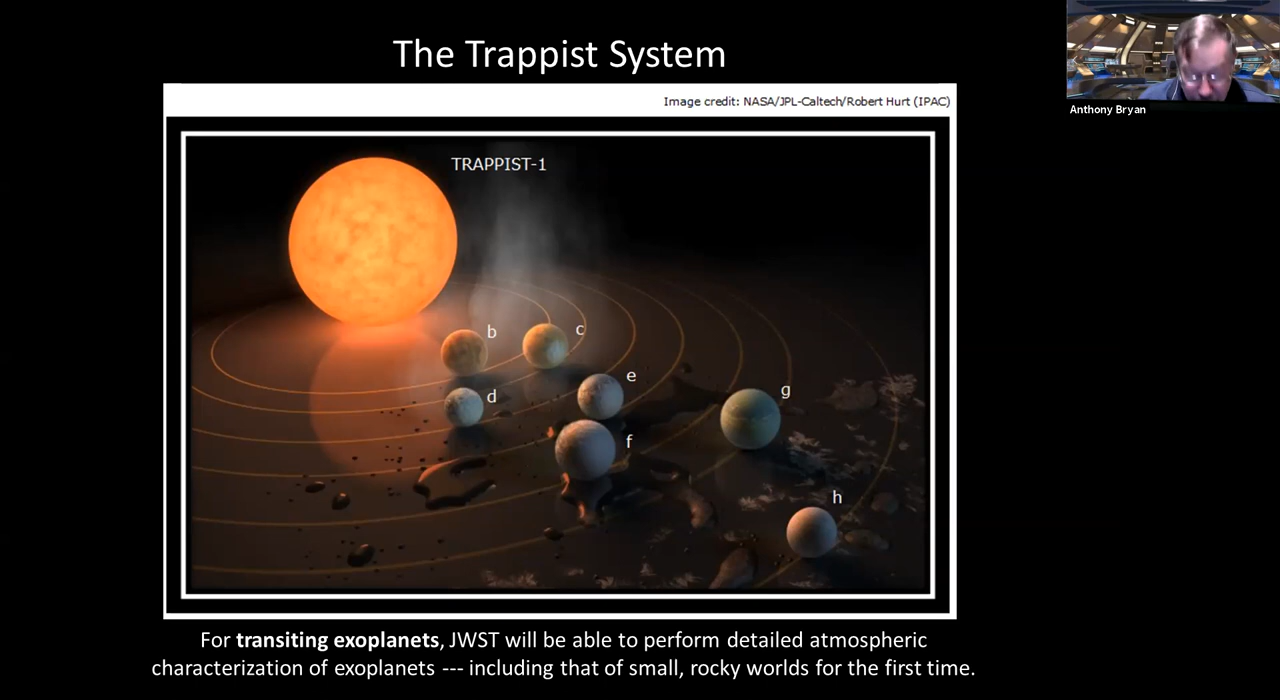 The Trappist System
Image credit: NASA/JPL-Caltech/Robert Hurt (IPAC)
Anthony Bryan
TRAPPIST-1
b
c
e
d
g
f
h
For transiting exoplanets, JWST will be able to perform detailed atmospheric
characterization of exoplanets --- including that of small, rocky worlds for the first time.